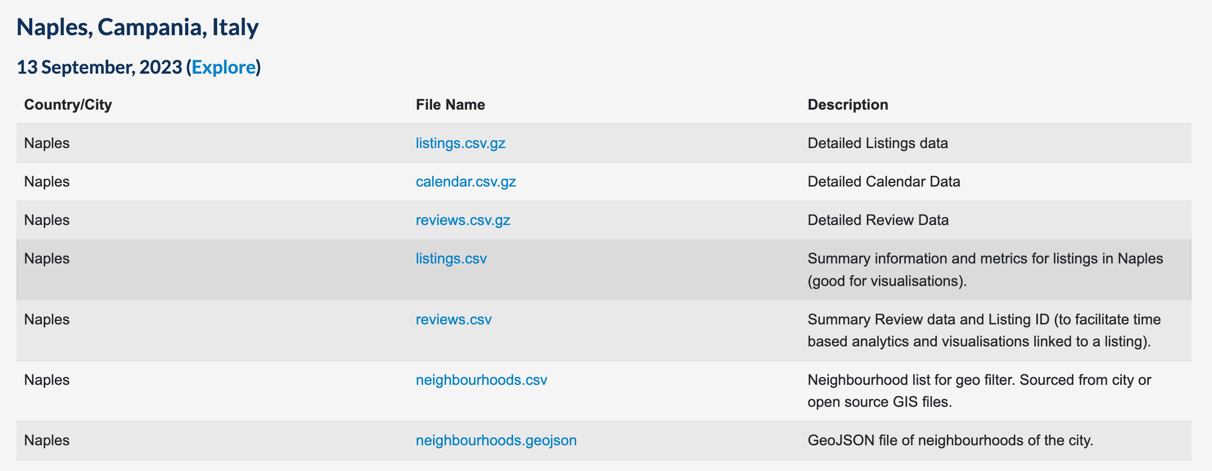 Naples, Campania, Italy
13 September, 2023 (Explore)
Country/City File Name Description
Naples listings.csv.gz Detailed Listings data
Naples calendar.csv.gz Detailed Calendar Data
Naples reviews.csv.gz Detailed Review Data
Naples listings.csv Summary information and metrics for listings in Naples
(good for visualisations).
Naples reviews.csv Summary Review data and Listing ID (to facilitate time
based analytics and visualisations linked to a listing).
Naples neighbourhoods.csv Neighbourhood list for geo filter. Sourced from city or
open source GIS files.
Naples neighbourhoods.geojson GeoJSON file of neighbourhoods of the city.